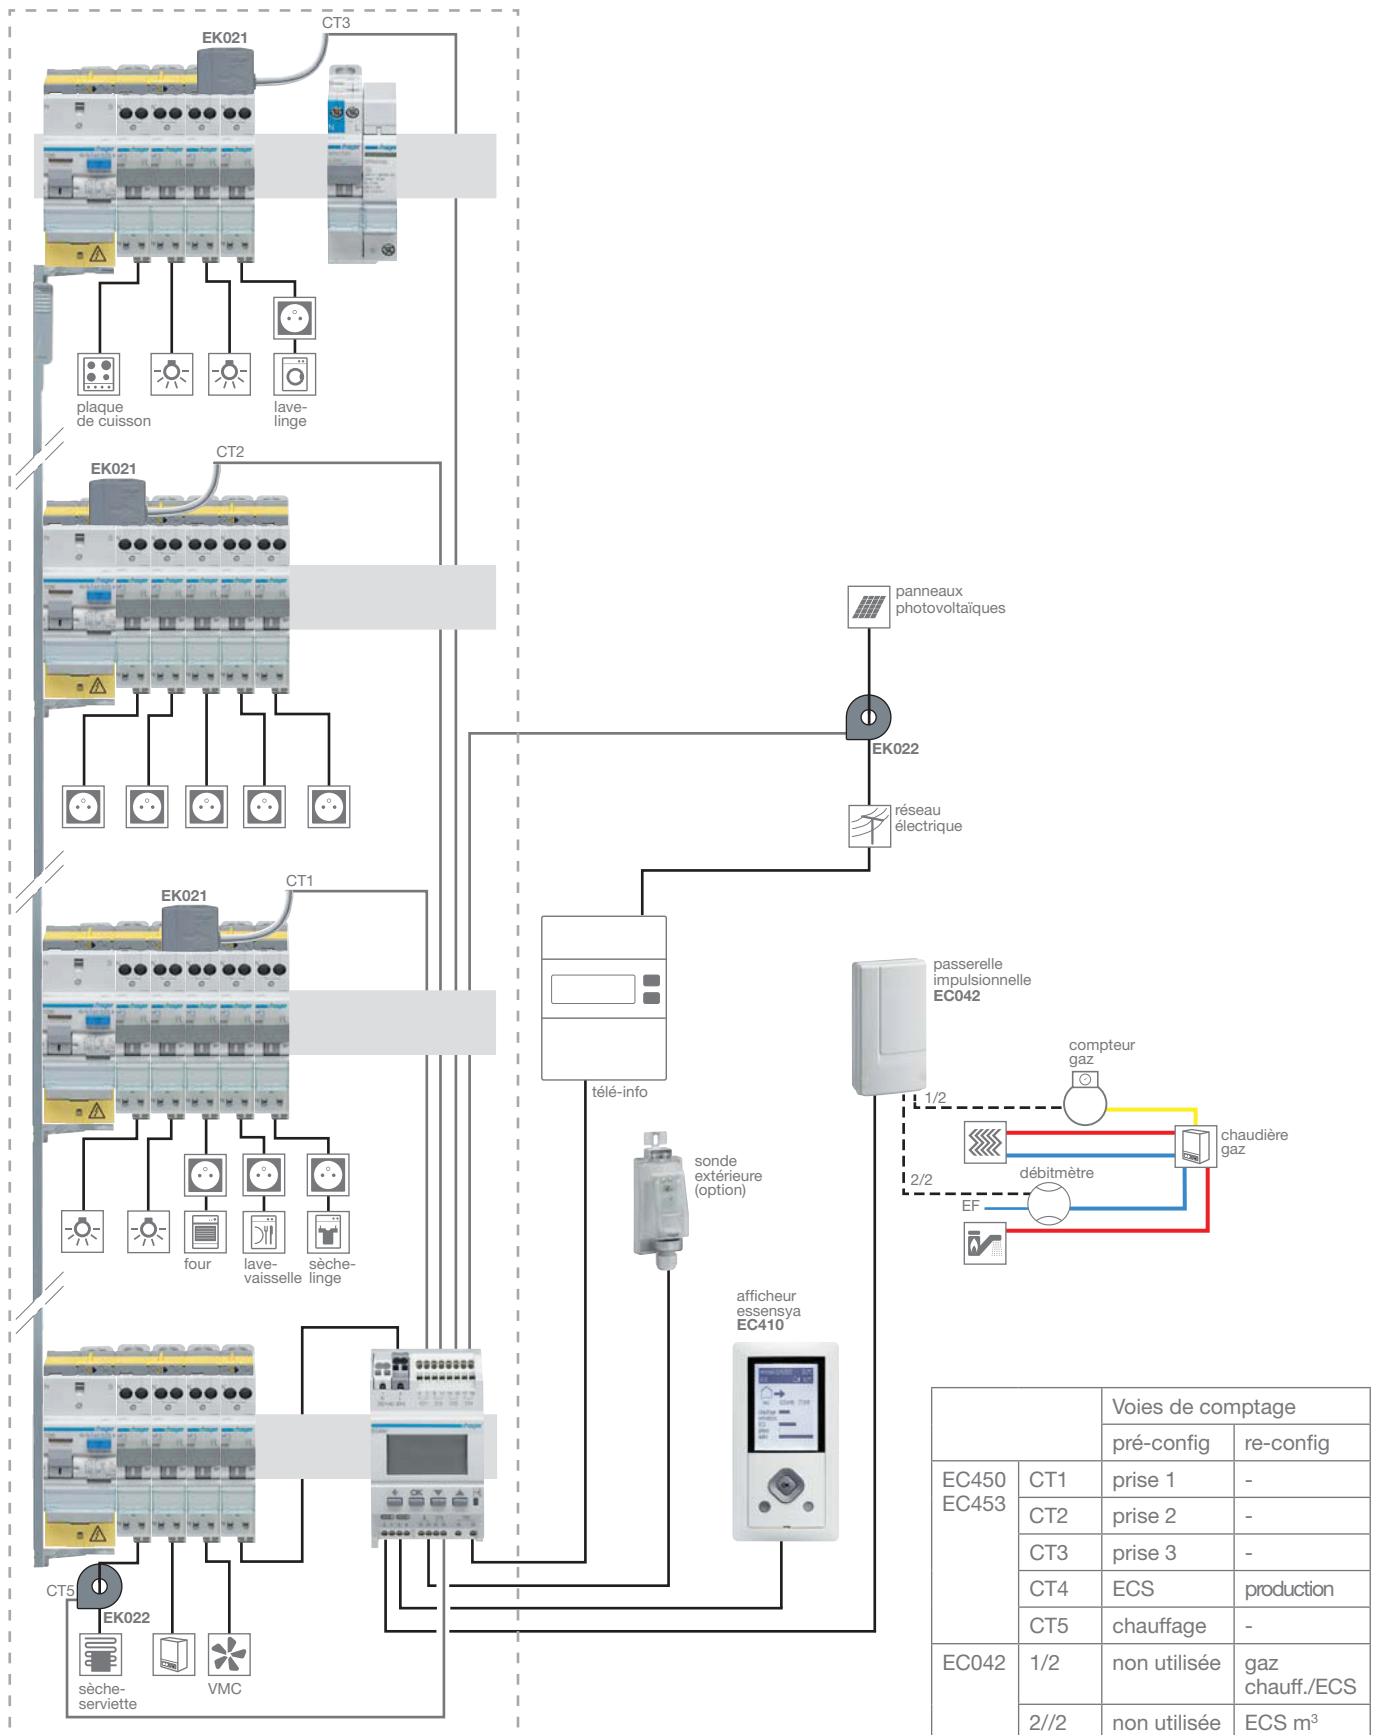 CT3
EK021
plaque
de cuisson
lave-
linge
CT2
EK021
panneaux
photovoltaïques
EK022
réseau
électrique
CT1
EK021
télé-info
passerelle
impulsionnelle
EC042
compteur
gaz
1/2
chaudière
gaz
2/2
débitmètre
EF
sonde
extérieure
(option)
four
lave-
vaisselle
sèche-
linge
afficheur
essensya
EC410
:hager
OK
CT5
EK022
sèche-
serviette
VMC
Voies de comptage
pré-config re-config
EC450 EC453 CT1 prise 1 -
CT2 prise 2 -
CT3 prise 3 -
CT4 ECS production
CT5 chauffage -
EC042 1/2 non utilisée gaz chauff./ECS
2//2 non utilisée ECS m³